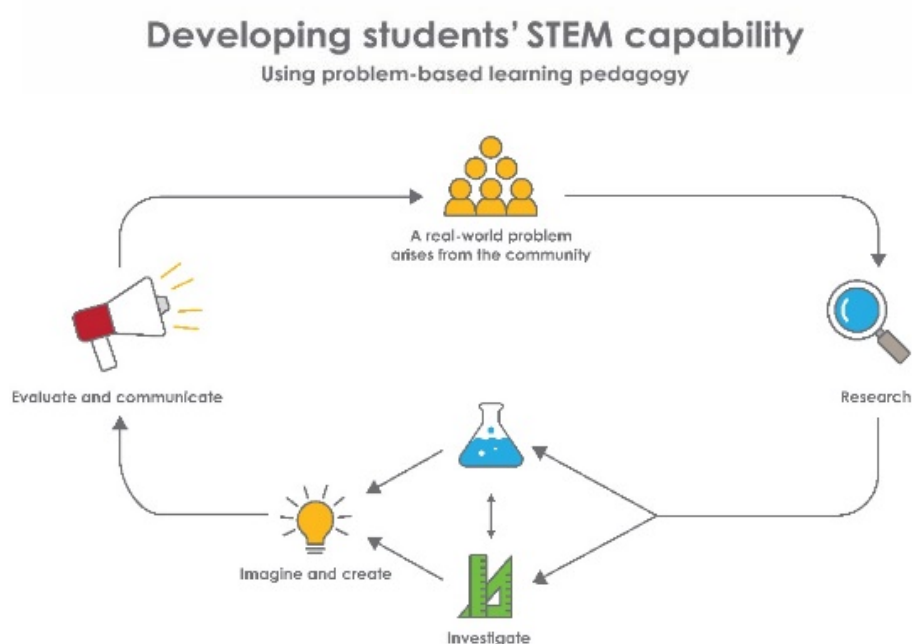 Developing students' STEM capability
Using problem-based learning pedagogy
A real-world problem
arises from the community
Research
Investigate
Imagine and create
Evaluate and communicate